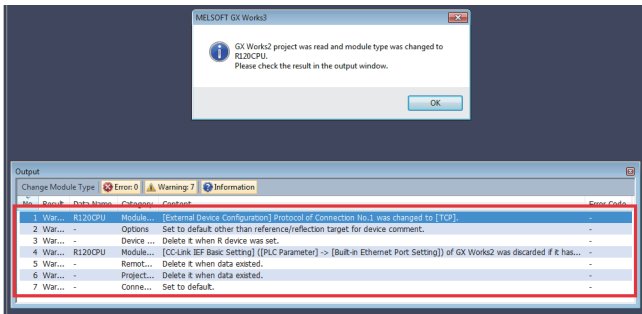 MELSOFT GX Works3
GX Works2 project was read and module type was changed to
R120CPU.
Please check the result in the output window.
OK
Output
Change Module Type Error: 0 Warning: 7 Information
No. Result Data Name Category Content Error Code
1 War... R120CPU Module... [External Device Configuration] Protocol of Connection No.1 was changed to [TCP]. -
2 War... - Options Set to default other than reference/reflection target for device comment. -
3 War... - Device ... Delete it when R device was set. -
4 War... R120CPU Module... [CC-Link IEF Basic Setting] ([PLC Parameter] -> [Built-in Ethernet Port Setting]) of GX Works2 was discarded if it has... -
5 War... - Remot... Delete it when data existed. -
6 War... - Project... Delete it when data existed. -
7 War... - Conne... Set to default. -